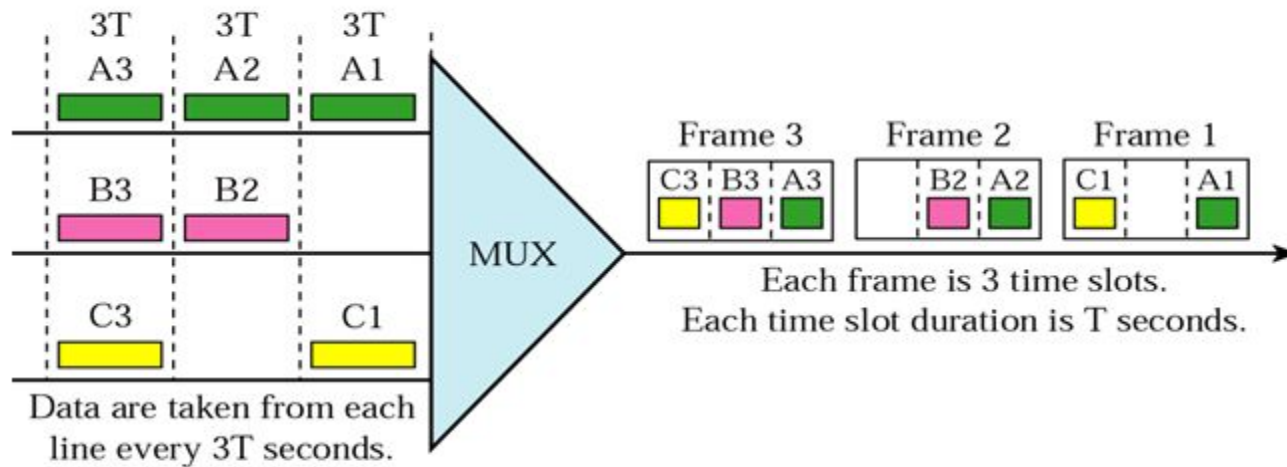 3T 3T 3T
A3 A2 A1
B3 B2
C3 C1
Data are taken from each
line every 3T seconds.
MUX
Frame 3 Frame 2 Frame 1
C3 B3 A3 B2 A2 C1 A1
Each frame is 3 time slots.
Each time slot duration is T seconds.